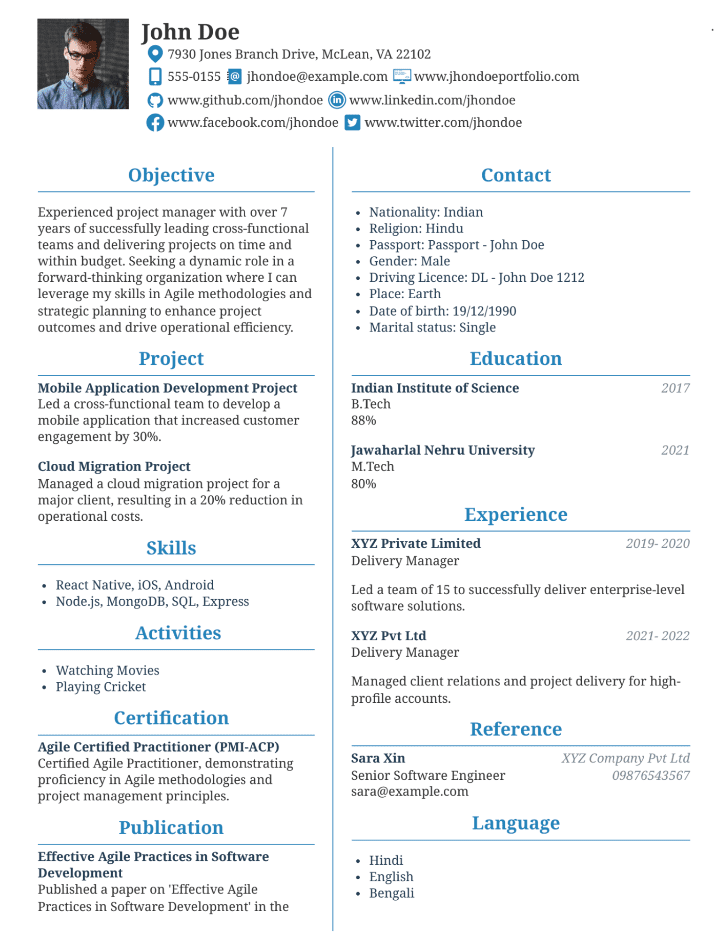 John Doe
7930 Jones Branch Drive, McLean, VA 22102
555-0155 jhondoe@example.com www.jhondoeportfolio.com
www.github.com/jhondoe www.linkedin.com/jhondoe
www.facebook.com/jhondoe www.twitter.com/jhondoe
Objective
Experienced project manager with over 7
years of successfully leading cross-functional
teams and delivering projects on time and
within budget. Seeking a dynamic role in a
forward-thinking organization where I can
leverage my skills in Agile methodologies and
strategic planning to enhance project
outcomes and drive operational efficiency.
Project
Mobile Application Development Project
Led a cross-functional team to develop a
mobile application that increased customer
engagement by 30%.
Cloud Migration Project
Managed a cloud migration project for a
major client, resulting in a 20% reduction in
operational costs.
Skills
• React Native, iOS, Android
• Node.js, MongoDB, SQL, Express
Activities
• Watching Movies
• Playing Cricket
Certification
Agile Certified Practitioner (PMI-ACP)
Certified Agile Practitioner, demonstrating
proficiency in Agile methodologies and
project management principles.
Publication
Effective Agile Practices in Software
Development
Published a paper on 'Effective Agile
Practices in Software Development' in the
Contact
• Nationality: Indian
• Religion: Hindu
• Passport: Passport - John Doe
• Gender: Male
• Driving Licence: DL - John Doe 1212
• Place: Earth
• Date of birth: 19/12/1990
• Marital status: Single
Education
Indian Institute of Science 2017
B.Tech
88%
Jawaharlal Nehru University 2021
M.Tech
80%
Experience
XYZ Private Limited 2019- 2020
Delivery Manager
Led a team of 15 to successfully deliver enterprise-level
software solutions.
XYZ Pvt Ltd 2021- 2022
Delivery Manager
Managed client relations and project delivery for high-
profile accounts.
Reference
Sara Xin XYZ Company Pvt Ltd
Senior Software Engineer 09876543567
sara@example.com
Language
• Hindi
• English
• Bengali